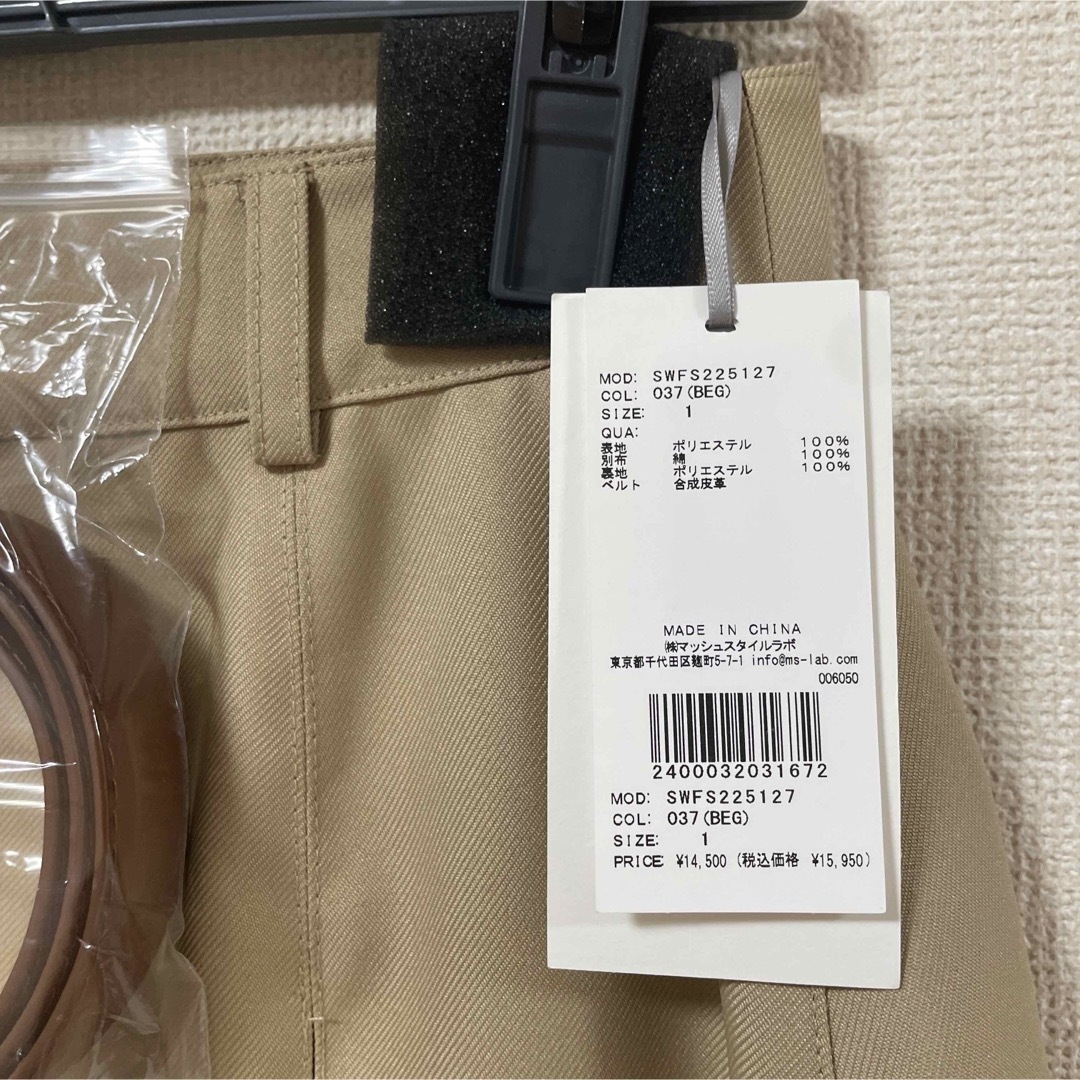 MOD: SWFS225127
COL: 037(BEG)
SIZE: 1
QUA:
表地 ポリエステル 100%
別布 綿 100%
裏地 ポリエステル 100%
ベルト 合成皮革
MADE IN CHINA
㈱マッシュスタイルラボ
東京都千代田区麹町5-7-1 info@ms-lab.com
006050
2400032031672
MOD: SWFS225127
COL: 037(BEG)
SIZE: 1
PRICE: ¥14,500 (税込価格 ¥15,950)